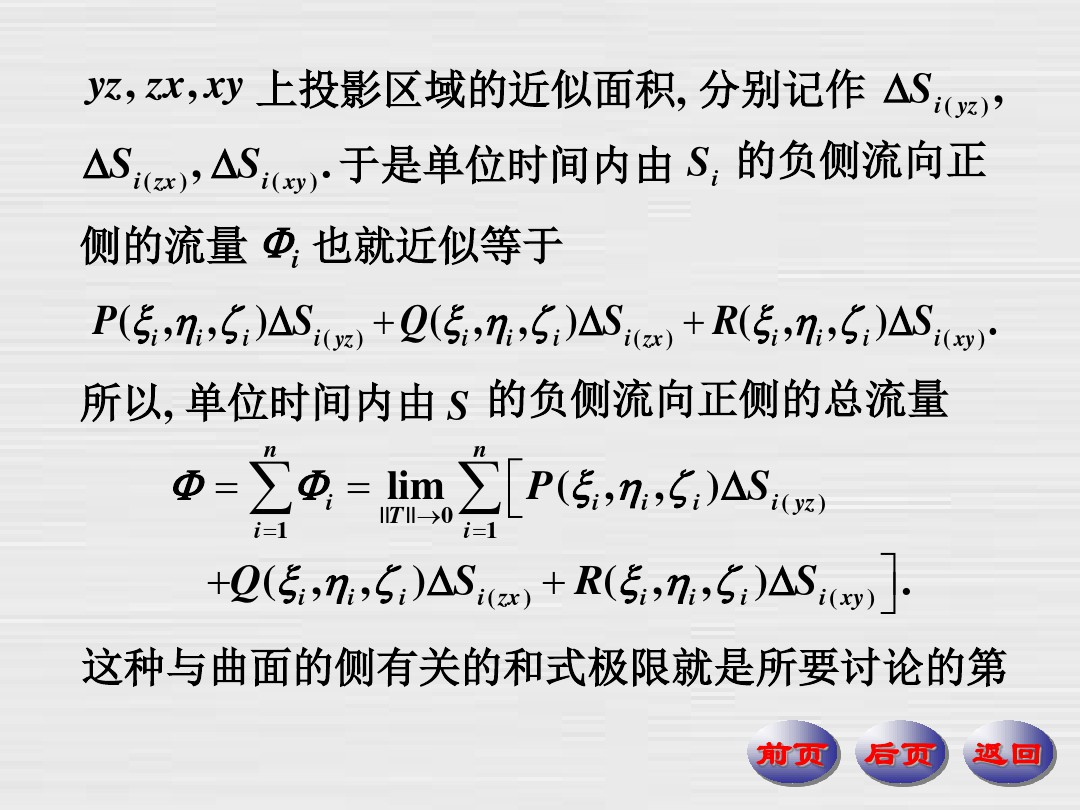 yz, zx, xy 上投影区域的近似面积, 分别记作 ΔS_{i(yz)},
ΔS_{i(zx)}, ΔS_{i(xy)}. 于是单位时间内由 S_i 的负侧流向正
侧的流量 Φ_i 也就近似等于
P(ξ_i,η_i,ζ_i)ΔS_{i(yz)} +Q(ξ_i,η_i,ζ_i)ΔS_{i(zx)} + R(ξ_i,η_i,ζ_i)ΔS_{i(xy)}.
所以, 单位时间内由 S 的负侧流向正侧的总流量
Φ = \sum_{i=1}^{n} Φ_i = \lim_{||T||→0} \sum_{i=1}^{n} [P(ξ_i,η_i,ζ_i)ΔS_{i(yz)}
+Q(ξ_i,η_i,ζ_i)ΔS_{i(zx)} + R(ξ_i,η_i,ζ_i)ΔS_{i(xy)}].
这种与曲面的侧有关的和式极限就是所要讨论的第
前页 后页 返回